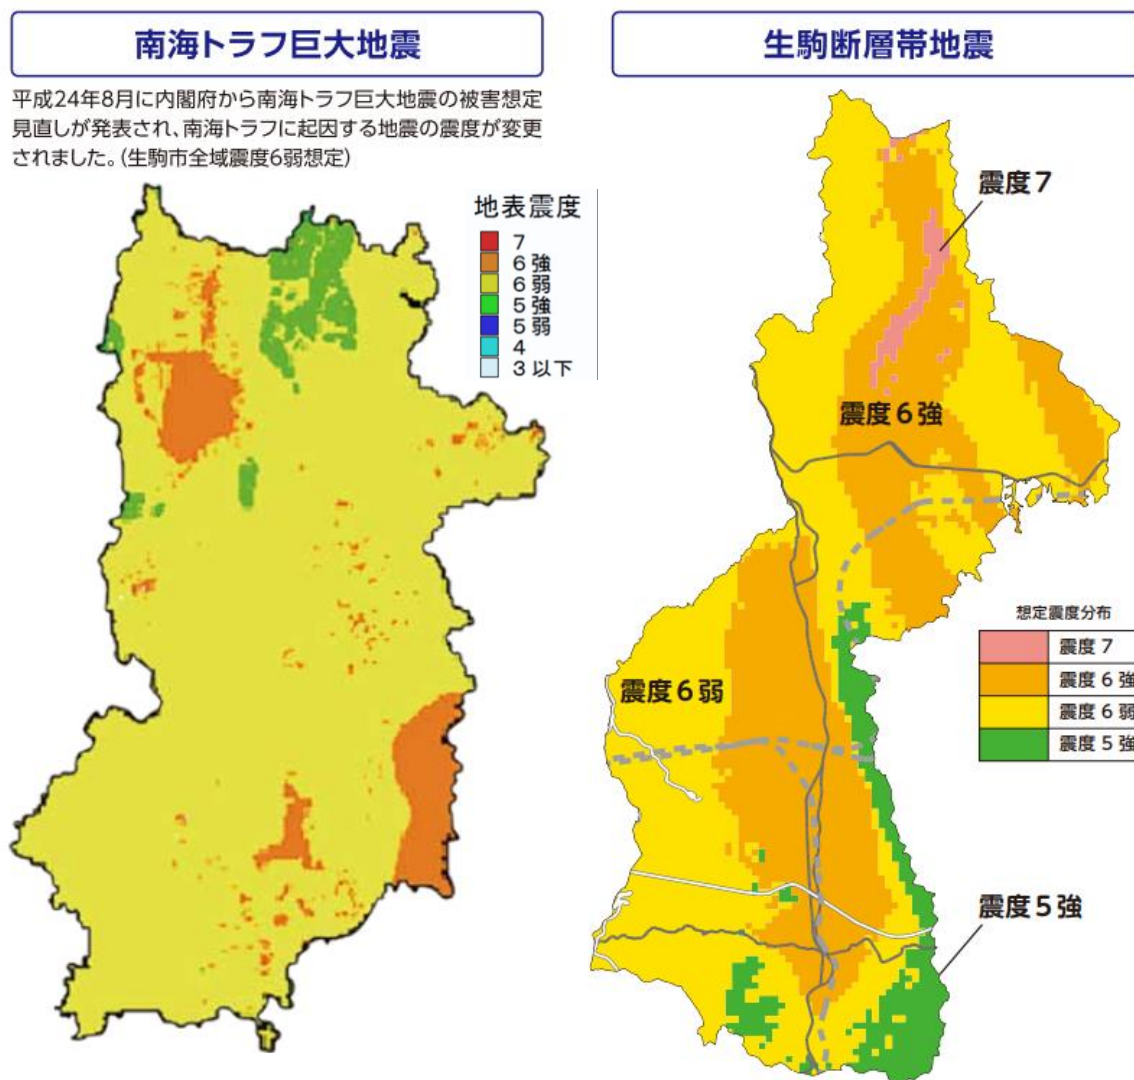 南海トラフ巨大地震
平成24年8月に内閣府から南海トラフ巨大地震の被害想定
見直しが発表され、南海トラフに起因する地震の震度が変更
されました。(生駒市全域震度6弱想定)
地表震度
7
6強
6弱
5強
5弱
4
3以下
生駒断層帯地震
震度7
震度6強
震度6弱
震度5強
想定震度分布
震度7
震度6強
震度6弱
震度5強